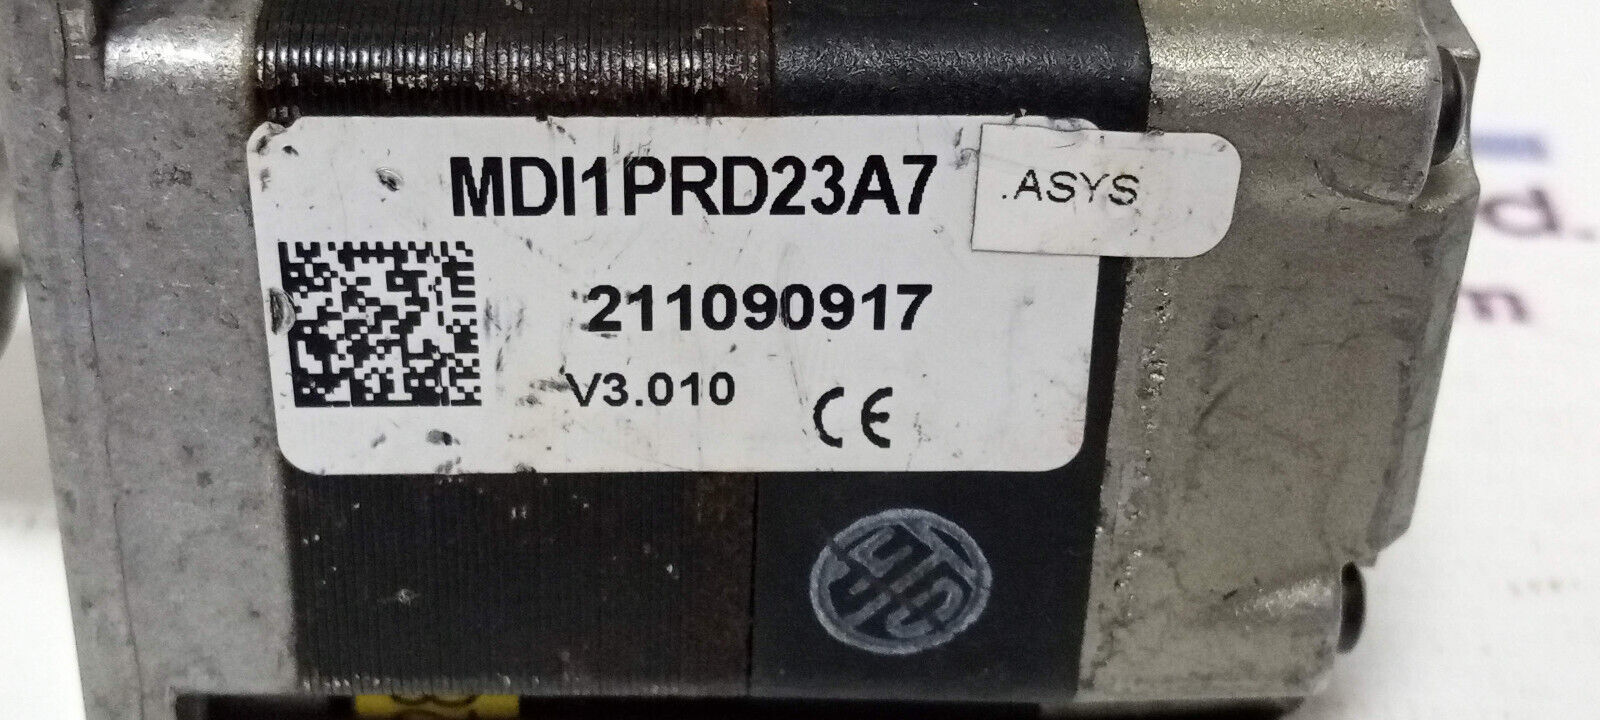 MDI1PRD23A7
.ASYS
211090917
V3.010
CE